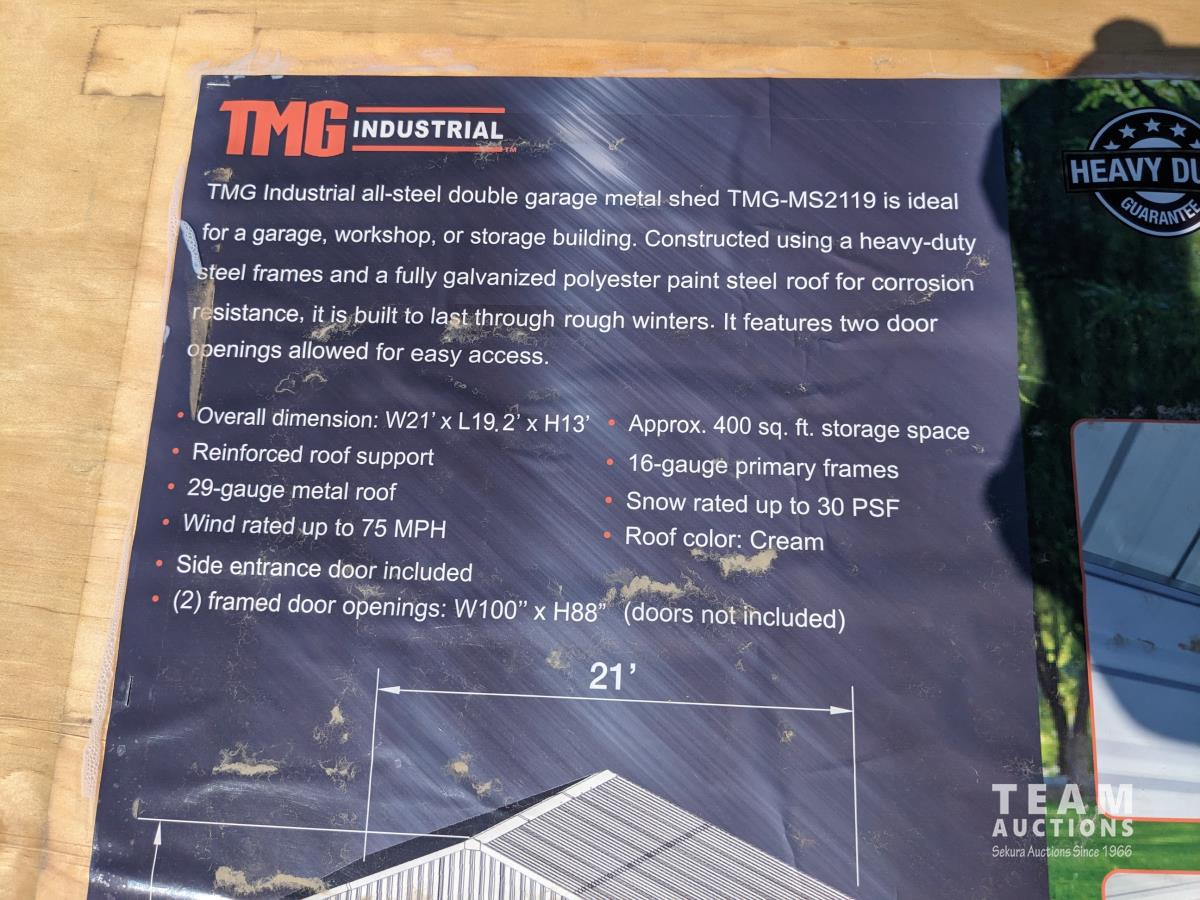 TMG INDUSTRIAL TM
TMG Industrial all-steel double garage metal shed TMG-MS2119 is ideal
for a garage, workshop, or storage building. Constructed using a heavy-duty
steel frames and a fully galvanized polyester paint steel roof for corrosion
resistance, it is built to last through rough winters. It features two door
openings allowed for easy access.
• Overall dimension: W21' x L19.2' x H13'
• Reinforced roof support
• 29-gauge metal roof
• Wind rated up to 75 MPH
• Side entrance door included
• (2) framed door openings: W100” x H88” (doors not included)
• Approx. 400 sq. ft. storage space
• 16-gauge primary frames
• Snow rated up to 30 PSF
• Roof color: Cream
21'
HEAVY DU
GUARANTEE
TEAM
AUCTIONS
Sekura Auctions Since 1966